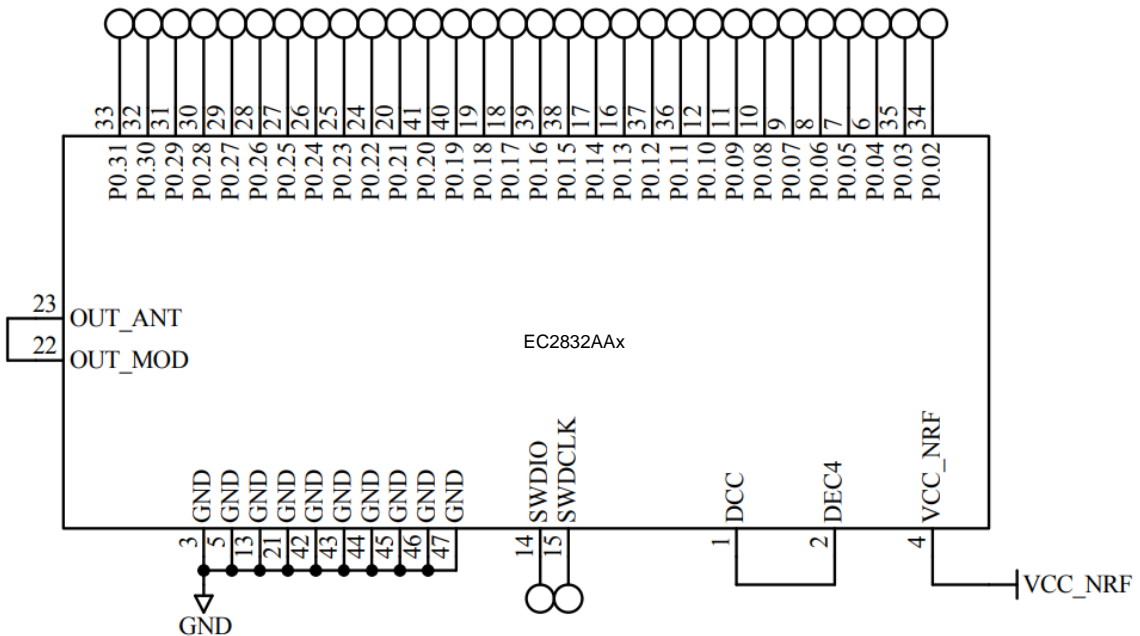 33 32 31 30 29 28 27 26 25 24 20 41 40 19 18 39 38 17 16 37 36 12 11 10 9 8 7 6 35 34
P0.31 P0.30 P0.29 P0.28 P0.27 P0.26 P0.25 P0.24 P0.23 P0.22 P0.21 P0.20 P0.19 P0.18 P0.17 P0.16 P0.15 P0.14 P0.13 P0.12 P0.11 P0.10 P0.09 P0.08 P0.07 P0.06 P0.05 P0.04 P0.03 P0.02
23 OUT_ANT
EC2832AAx
22 OUT_MOD
GND GND GND GND GND GND GND GND GND GND SWDIO SWDCLK DCC DEC4 VCC_NRF
3 5 13 21 42 43 44 45 46 47 14 15 1 2 4
VCC_NRF
GND